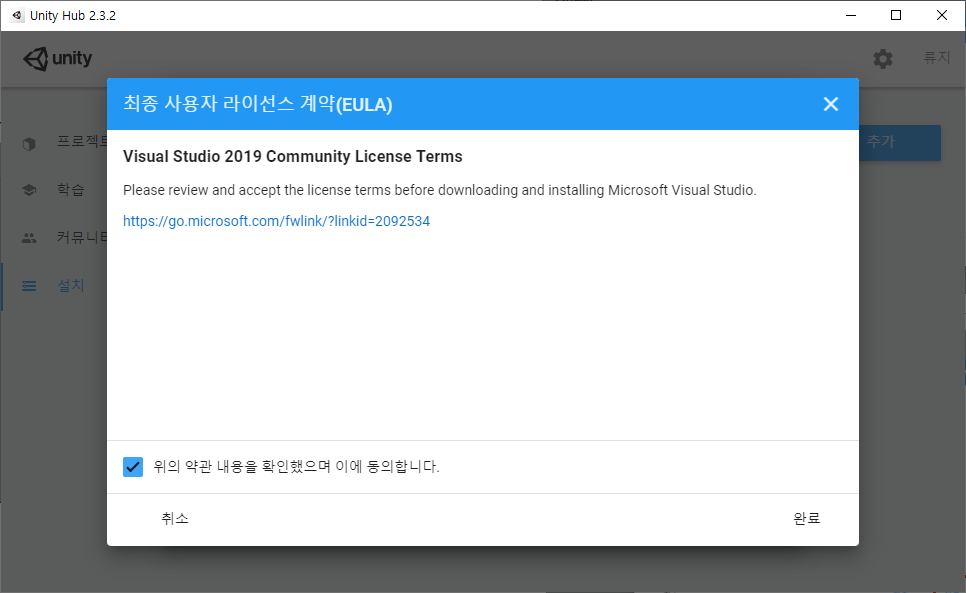 Unity Hub 2.3.2
unity
류지
최종 사용자 라이선스 계약(EULA)
프로젝트
추가
Visual Studio 2019 Community License Terms
학습
Please review and accept the license terms before downloading and installing Microsoft Visual Studio.
https://go.microsoft.com/fwlink/?linkid=2092534
커뮤니티
설치
위의 약관 내용을 확인했으며 이에 동의합니다.
취소
완료